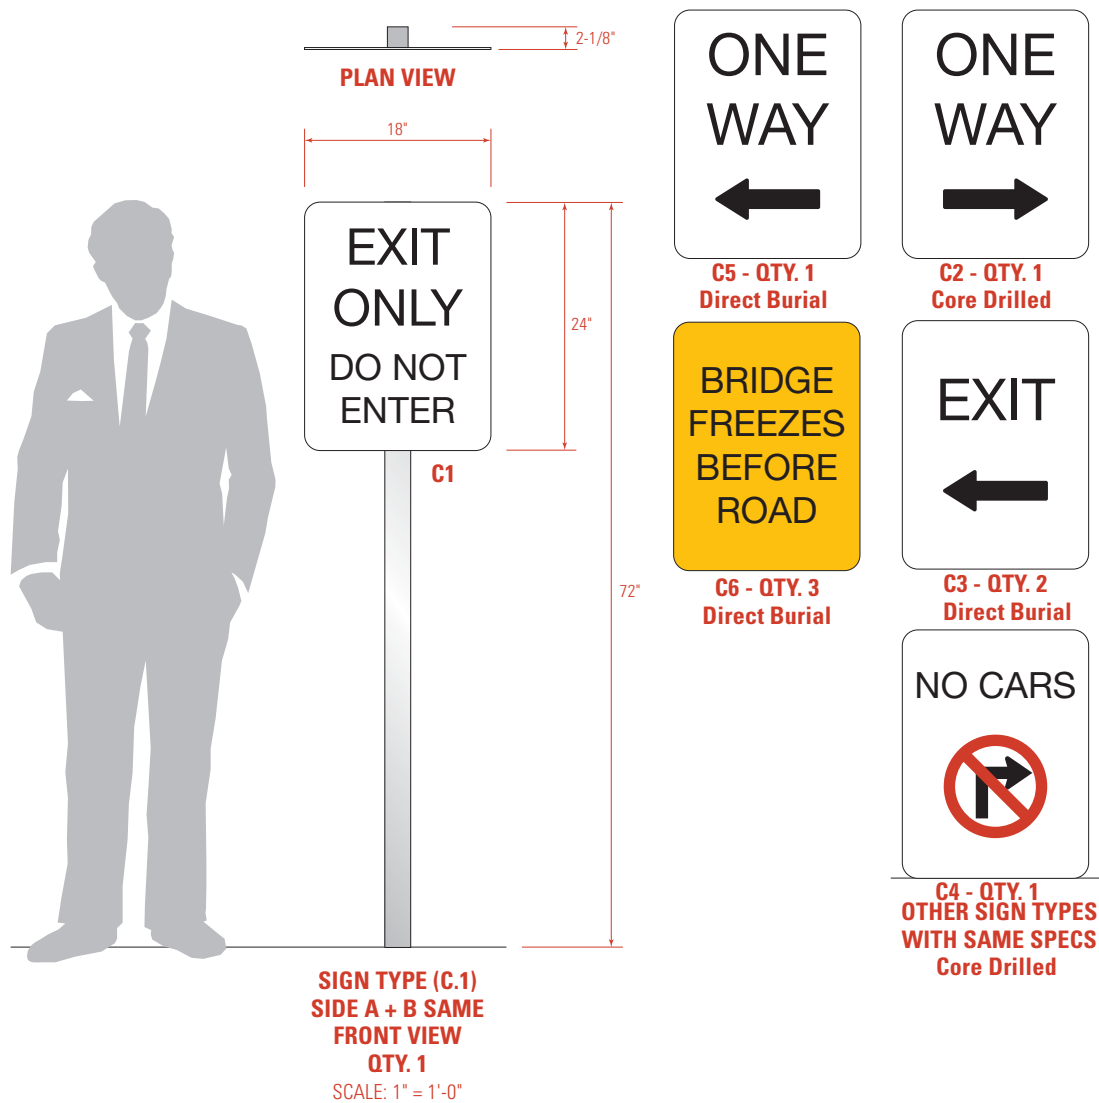 2-1/8"
PLAN VIEW
18"
EXIT
ONLY
DO NOT
ENTER
24"
C1
72"
SIGN TYPE (C.1)
SIDE A + B SAME
FRONT VIEW
QTY. 1
SCALE: 1" = 1'-0"
ONE
WAY
C5 - QTY. 1
Direct Burial
ONE
WAY
C2 - QTY. 1
Core Drilled
BRIDGE
FREEZES
BEFORE
ROAD
C6 - QTY. 3
Direct Burial
EXIT
C3 - QTY. 2
Direct Burial
NO CARS
C4 - QTY. 1
OTHER SIGN TYPES
WITH SAME SPECS
Core Drilled